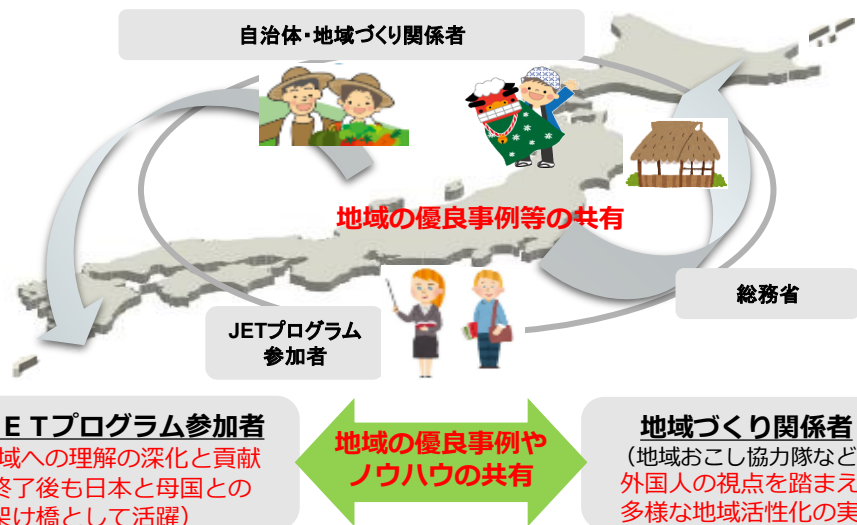 自治体・地域づくり関係者
地域の優良事例等の共有
総務省
JETプログラム
参加者
ＥＴプログラム参加者
域への理解の深化と貢献
終了後も日本と母国との
架け橋として活躍）
地域の優良事例や
ノウハウの共有
地域づくり関係者
（地域おこし協力隊など
外国人の視点を踏まえ
多様な地域活性化の実